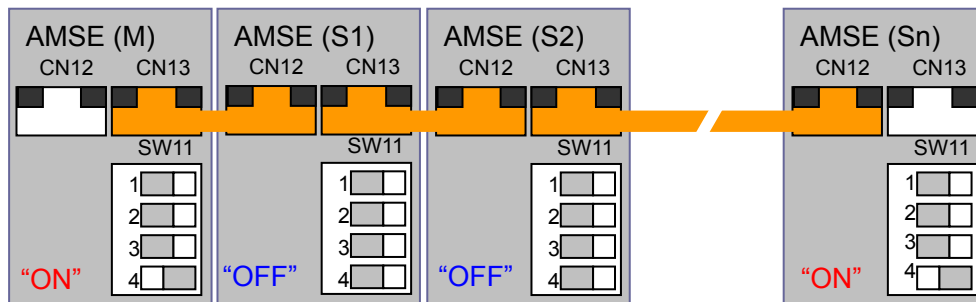 AMSE (M)
CN12 CN13
SW11
1
2
3
4
“ON”
AMSE (S1)
CN12 CN13
SW11
1
2
3
4
“OFF”
AMSE (S2)
CN12 CN13
SW11
1
2
3
4
“OFF”
AMSE (Sn)
CN12 CN13
SW11
1
2
3
4
“ON”